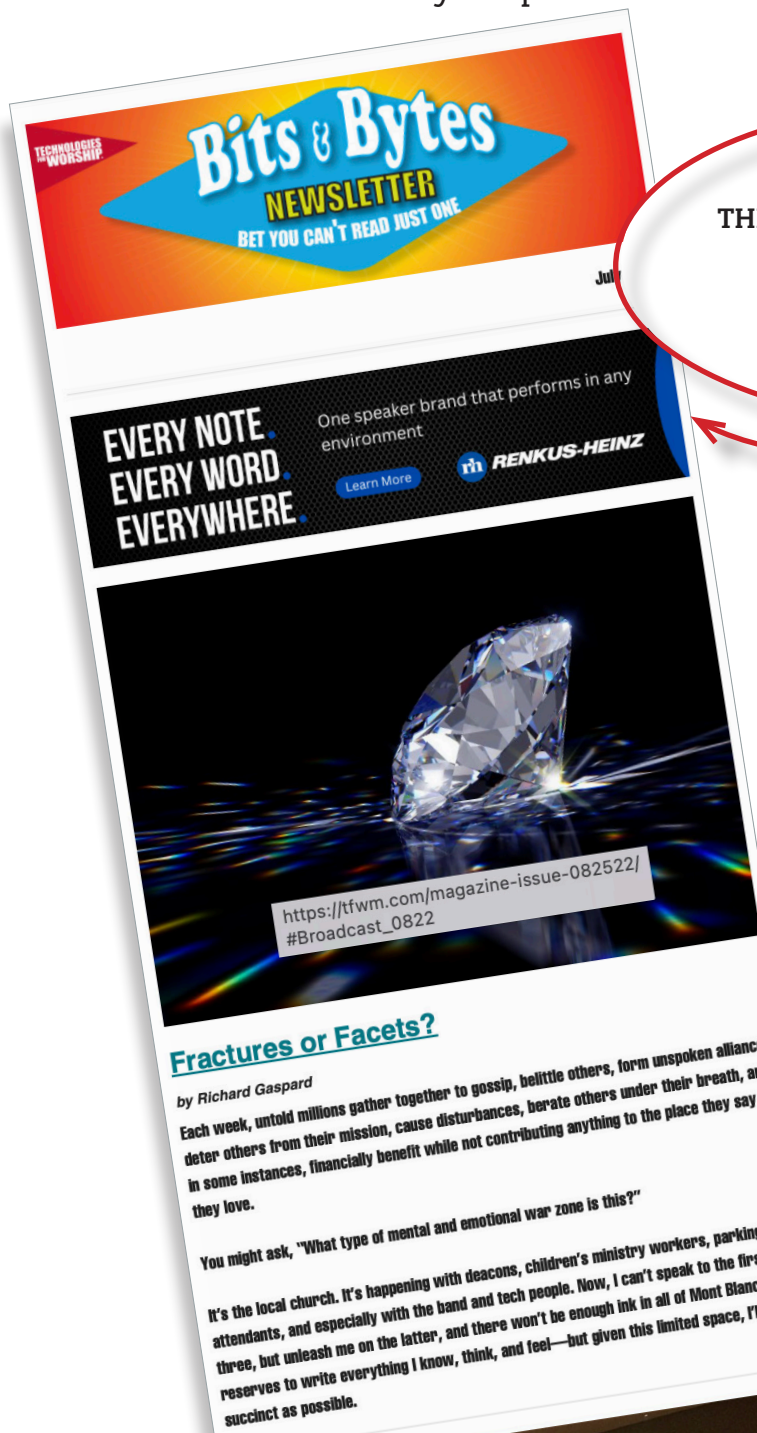 TECHNOLOGIES
FOR WORSHIP
Bits & Bytes
NEWSLETTER
BET YOU CAN'T READ JUST ONE
July
EVERY NOTE.
EVERY WORD.
EVERYWHERE.
One speaker brand that performs in any
environment
Learn More
rh RENKUS-HEINZ
https://tfwm.com/magazine-issue-082522/
#Broadcast_0822
Fractures or Facets?
by Richard Gaspard
Each week, untold millions gather together to gossip, belittle others, form unspoken
deter others from their mission, cause disturbances, berate others under their breath,
in some instances, financially benefit while not contributing anything to the place they say
they love.
You might ask, "What type of mental and emotional war zone is this?"
It's the local church. It's happening with deacons, children's ministry workers, parking
attendants, and especially with the band and tech people. Now, I can't speak to the
three, but unleash me on the latter, and there won't be enough ink in all of Mont Blanc
reserves to write everything I know, think, and feel—but given this limited space,
succinct as possible.